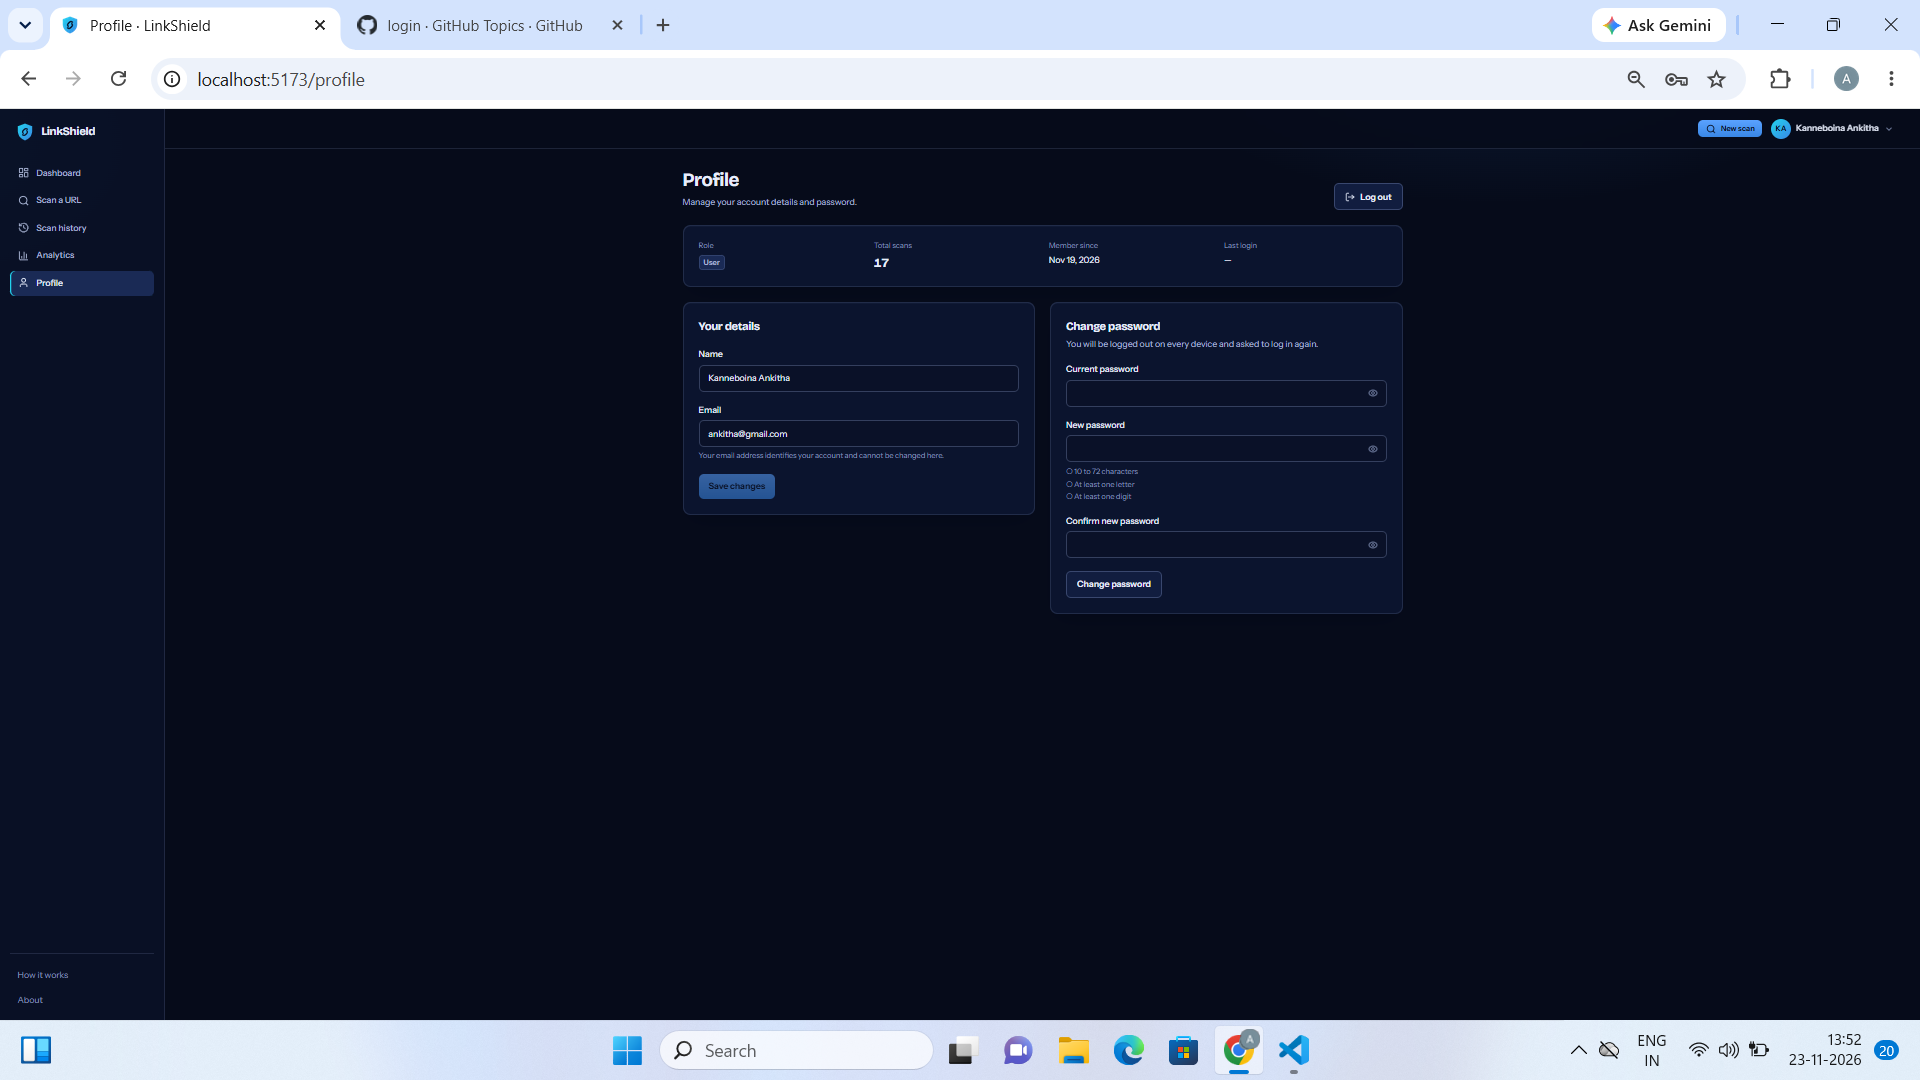 Profile · LinkShield
login · GitHub Topics · GitHub
Ask Gemini
localhost:5173/profile
A
LinkShield
New scan
KA
Kanneboina Ankitha
Dashboard
Scan a URL
Scan history
Analytics
Profile
Profile
Manage your account details and password.
Log out
Role
Total scans
Member since
Last login
User
17
Nov 19, 2026
—
Your details
Name
Kanneboina Ankitha
Email
ankitha@gmail.com
Your email address identifies your account and cannot be changed here.
Save changes
Change password
You will be logged out on every device and asked to log in again.
Current password
New password
10 to 72 characters
At least one letter
At least one digit
Confirm new password
Change password
How it works
About
Search
A
ENG
IN
13:52
23-11-2026
20